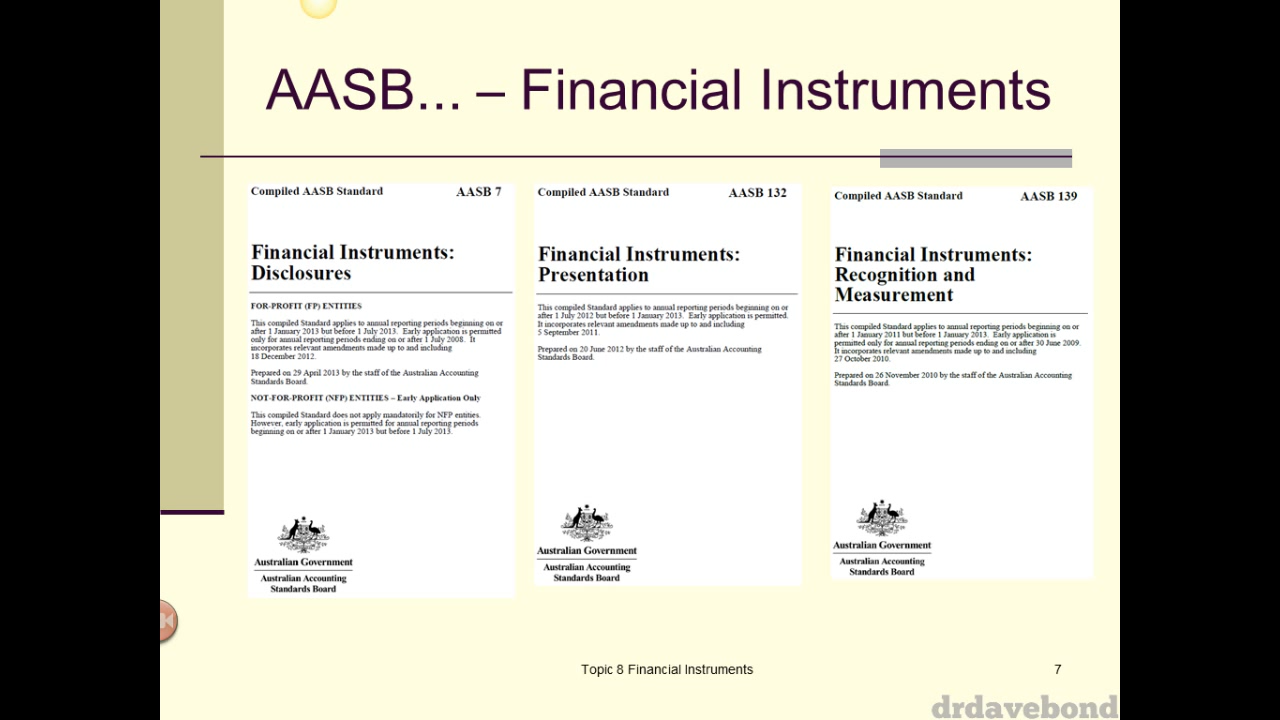 AASB... – Financial Instruments
Compiled AASB Standard AASB 7
Financial Instruments:
Disclosures
FOR-PROFIT (FP) ENTITIES
This compiled Standard applies to annual reporting periods beginning on or
after 1 January 2013 but before 1 July 2013. Early application is permitted
only for annual reporting periods ending on or after 1 July 2008. It
incorporates relevant amendments made up to and including
18 December 2012.
Prepared on 29 April 2013 by the staff of the Australian Accounting
Standards Board.
NOT-FOR-PROFIT (NFP) ENTITIES – Early Application Only
This compiled Standard does not apply mandatorily for NFP entities.
However, early application is permitted for annual reporting periods
beginning on or after 1 January 2013 but before 1 July 2013.
Australian Government
Australian Accounting
Standards Board
Compiled AASB Standard AASB 132
Financial Instruments:
Presentation
This compiled Standard applies to annual reporting periods beginning on or
after 1 July 2012 but before 1 January 2013. Early application is permitted.
It incorporates relevant amendments made up to and including
5 September 2011.
Prepared on 20 June 2012 by the staff of the Australian Accounting
Standards Board.
Australian Government
Australian Accounting
Standards Board
Compiled AASB Standard AASB 139
Financial Instruments:
Recognition and
Measurement
This compiled Standard applies to annual reporting periods beginning on or
after 1 January 2011 but before 1 January 2013. Early application is
permitted only for annual reporting periods ending on or after 30 June 2009.
It incorporates relevant amendments made up to and including
27 October 2010.
Prepared on 26 November 2010 by the staff of the Australian Accounting
Standards Board.
Australian Government
Australian Accounting
Standards Board
Topic 8 Financial Instruments 7
drdavebond